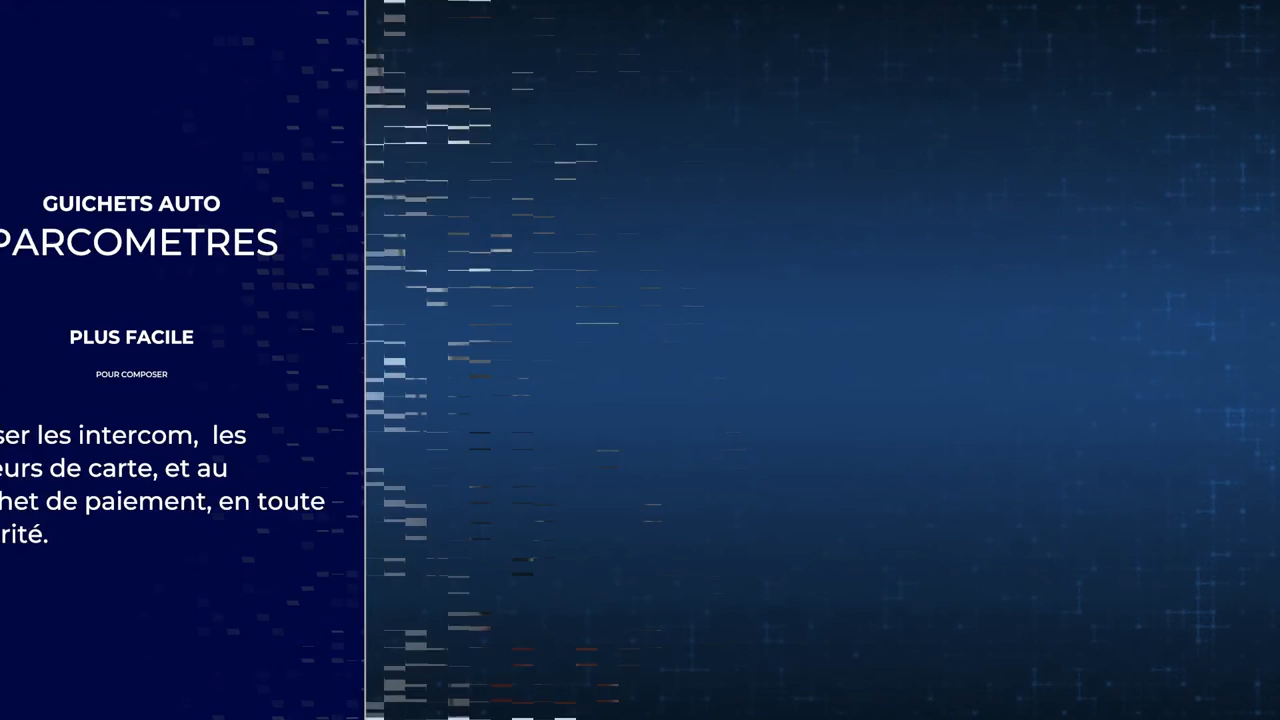 GUICHETS AUTO
PARCOMETRES
PLUS FACILE
POUR COMPOSER
ser les intercom,  les
eurs de carte, et au
het de paiement, en toute
rité.